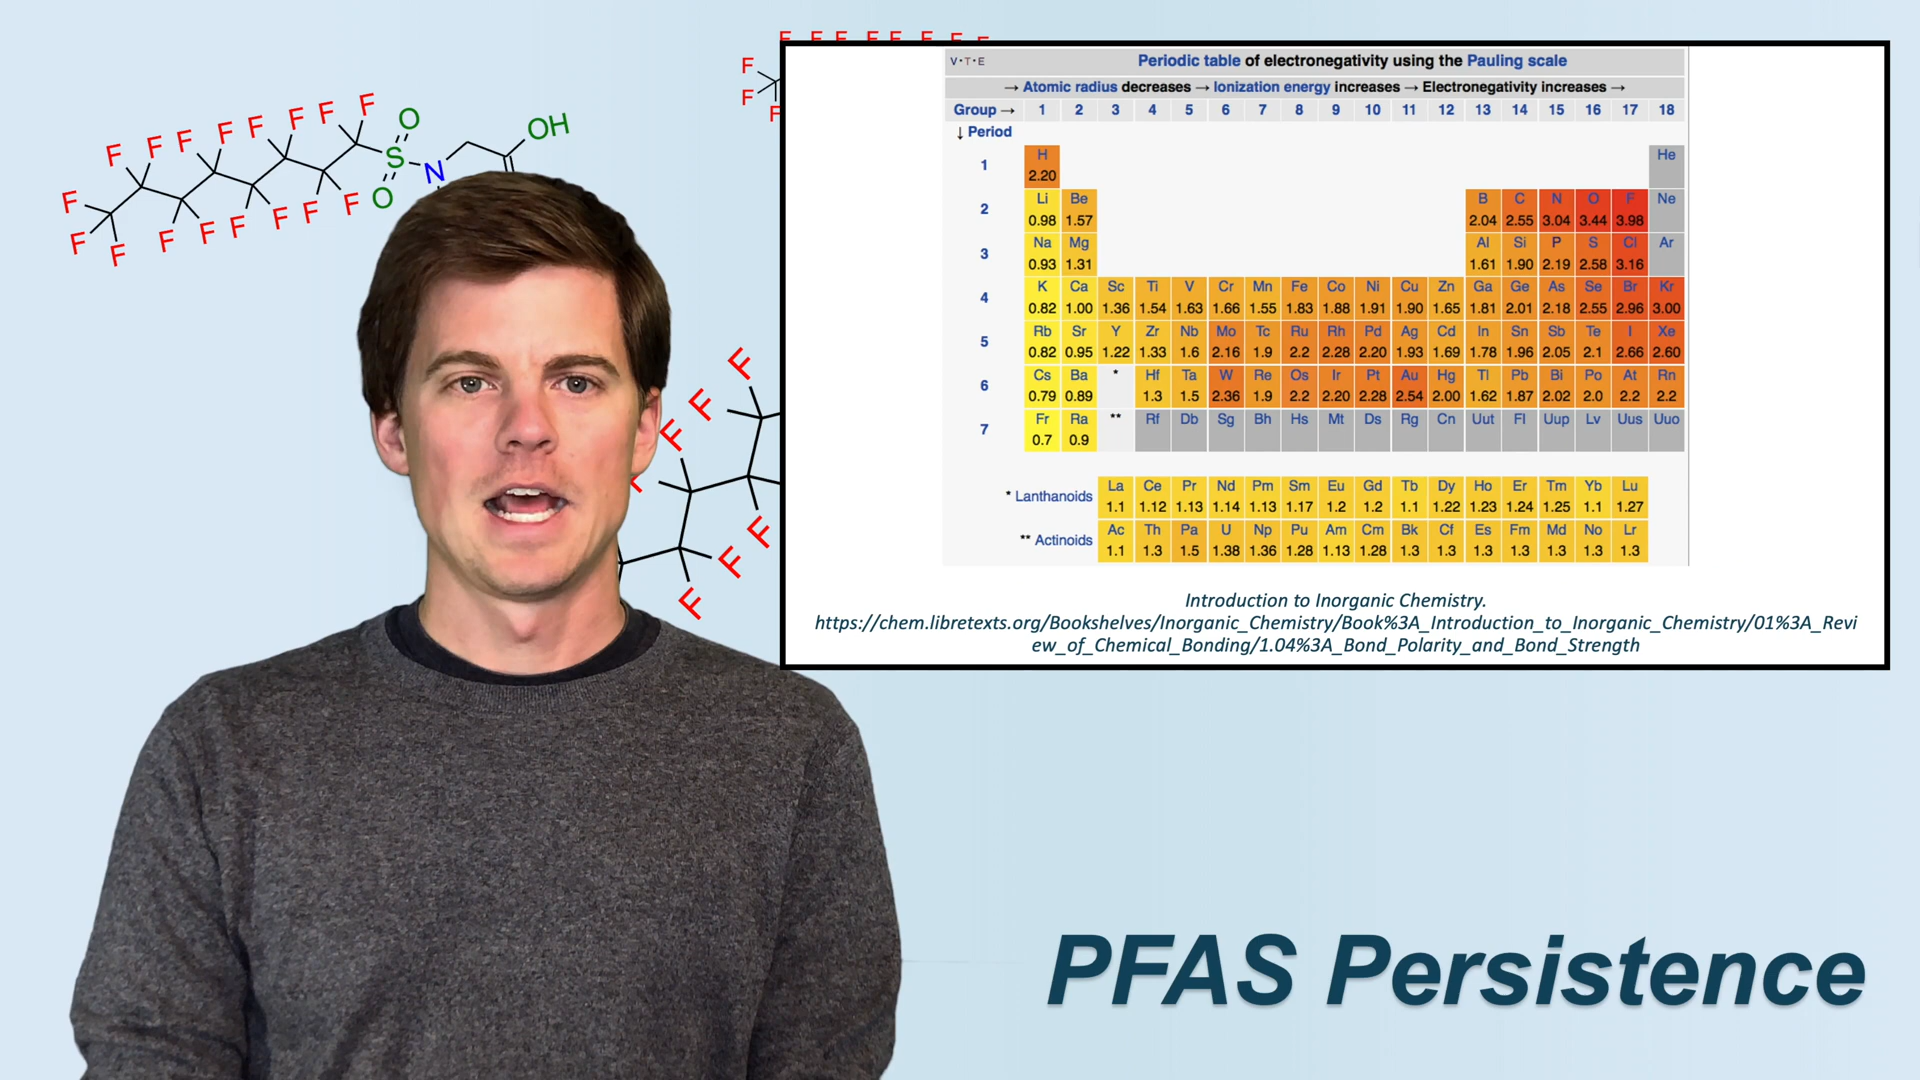 V·T·E
Periodic table of electronegativity using the Pauling scale
→ Atomic radius decreases → Ionization energy increases → Electronegativity increases →
Group → 1 2 3 4 5 6 7 8 9 10 11 12 13 14 15 16 17 18
↓ Period
1 H He
2.20
2 Li Be B C N O F Ne
0.98 1.57 2.04 2.55 3.04 3.44 3.98
3 Na Mg Al Si P S Cl Ar
0.93 1.31 1.61 1.90 2.19 2.58 3.16
4 K Ca Sc Ti V Cr Mn Fe Co Ni Cu Zn Ga Ge As Se Br Kr
0.82 1.00 1.36 1.54 1.63 1.66 1.55 1.83 1.88 1.91 1.90 1.65 1.81 2.01 2.18 2.55 2.96 3.00
5 Rb Sr Y Zr Nb Mo Tc Ru Rh Pd Ag Cd In Sn Sb Te I Xe
0.82 0.95 1.22 1.33 1.6 2.16 1.9 2.2 2.28 2.20 1.93 1.69 1.78 1.96 2.05 2.1 2.66 2.60
6 Cs Ba * Hf Ta W Re Os Ir Pt Au Hg Tl Pb Bi Po At Rn
0.79 0.89 1.3 1.5 2.36 1.9 2.2 2.20 2.28 2.54 2.00 1.62 1.87 2.02 2.0 2.2 2.2
7 Fr Ra ** Rf Db Sg Bh Hs Mt Ds Rg Cn Uut Fl Uup Lv Uus Uuo
0.7 0.9
* Lanthanoids La Ce Pr Nd Pm Sm Eu Gd Tb Dy Ho Er Tm Yb Lu
1.1 1.12 1.13 1.14 1.13 1.17 1.2 1.2 1.1 1.22 1.23 1.24 1.25 1.1 1.27
** Actinoids Ac Th Pa U Np Pu Am Cm Bk Cf Es Fm Md No Lr
1.1 1.3 1.5 1.38 1.36 1.28 1.13 1.28 1.3 1.3 1.3 1.3 1.3 1.3 1.3
Introduction to Inorganic Chemistry.
https://chem.libretexts.org/Bookshelves/Inorganic_Chemistry/Book%3A_Introduction_to_Inorganic_Chemistry/01%3A_Revi
ew_of_Chemical_Bonding/1.04%3A_Bond_Polarity_and_Bond_Strength
F F F F F F F F O OH
F F F F F F F F F O S N
F F F
F F F F F F F F
PFAS Persistence